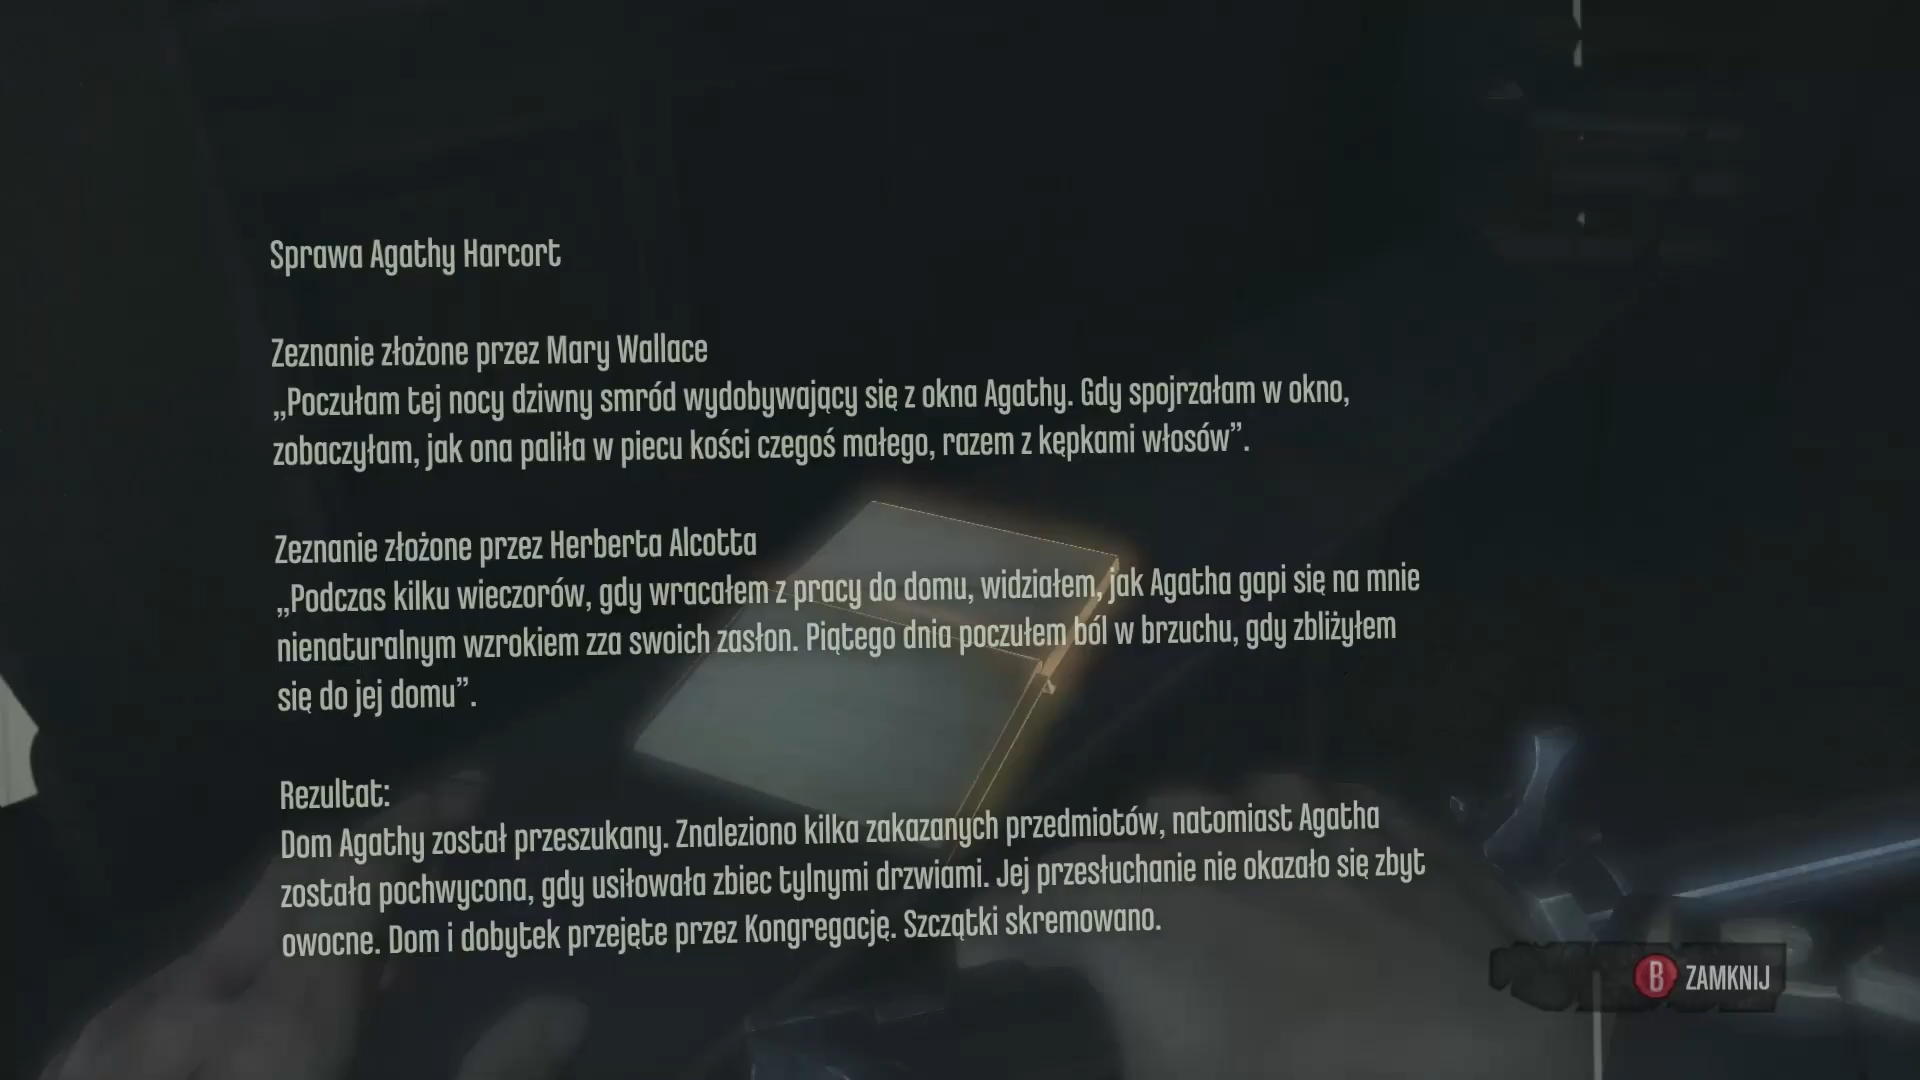 Sprawa Agathy Harcort
Zeznanie złożone przez Mary Wallace
„Poczułam tej nocy dziwny smród wydobywający się z okna Agathy. Gdy spojrzałam w okno,
zobaczyłam, jak ona paliła w piecu kości czegoś małego, razem z kępkami włosów”.
Zeznanie złożone przez Herberta Alcotta
„Podczas kilku wieczorów, gdy wracałem z pracy do domu, widziałem, jak Agatha gapi się na mnie
nienaturalnym wzrokiem zza swoich zasłon. Piątego dnia poczułem ból w brzuchu, gdy zbliżyłem
się do jej domu”.
Rezultat:
Dom Agathy został przeszukany. Znaleziono kilka zakazanych przedmiotów, natomiast Agatha
została pochwycona, gdy usiłowała zbiec tylnymi drzwiami. Jej przesłuchanie nie okazało się zbyt
owocne. Dom i dobytek przejęte przez Kongregację. Szczątki skremowano.
B ZAMKNIJ